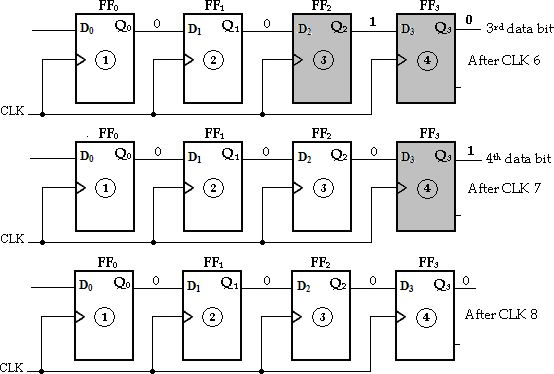 FF0 FF1 FF2 FF3
D0 Q0 0 D1 Q1 0 D2 Q2 1 D3 Q3 0 3rd data bit
1 2 3 4 After CLK 6
CLK
FF0 FF1 FF2 FF3
D0 Q0 0 D1 Q1 0 D2 Q2 0 D3 Q3 1 4th data bit
1 2 3 4 After CLK 7
CLK
FF0 FF1 FF2 FF3
D0 Q0 0 D1 Q1 0 D2 Q2 0 D3 Q3 0
1 2 3 4 After CLK 8
CLK